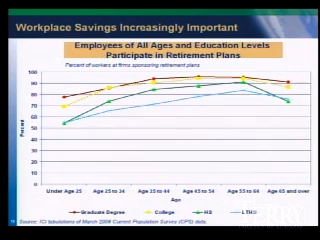 Workplace Savings Increasingly Important
Employees of All Ages and Education Levels
Participate in Retirement Plans
Percent of workers at firms sponsoring retirement plans
100
90
80
70
60
50
40
30
20
10
0
Percent
Under Age 25 Age 25 to 34 Age 35 to 44 Age 45 to 54 Age 55 to 64 Age 65 and over
Age
Graduate Degree College HS LTHS
Source: ICI tabulations of March 2004 Current Population Survey (CPS) data.
TERRY